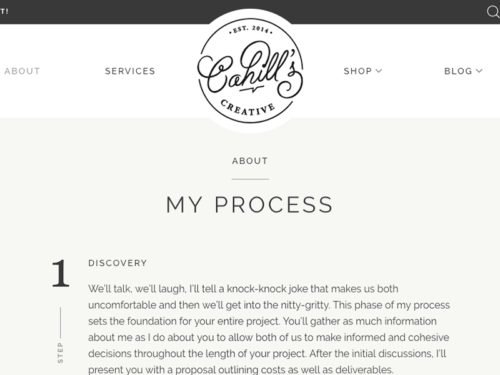 T!
ABOUT
SERVICES
• EST. 2014 •
Cahill's
CREATIVE
SHOP
BLOG
ABOUT
MY PROCESS
1
STEP
DISCOVERY
We'll talk, we'll laugh, I'll tell a knock-knock joke that makes us both
uncomfortable and then we'll get into the nitty-gritty. This phase of my process
sets the foundation for your entire project. You'll gather as much information
about me as I do about you to allow both of us to make informed and cohesive
decisions throughout the length of your project. After the initial discussions, I'll
present you with a proposal outlining costs as well as deliverables.